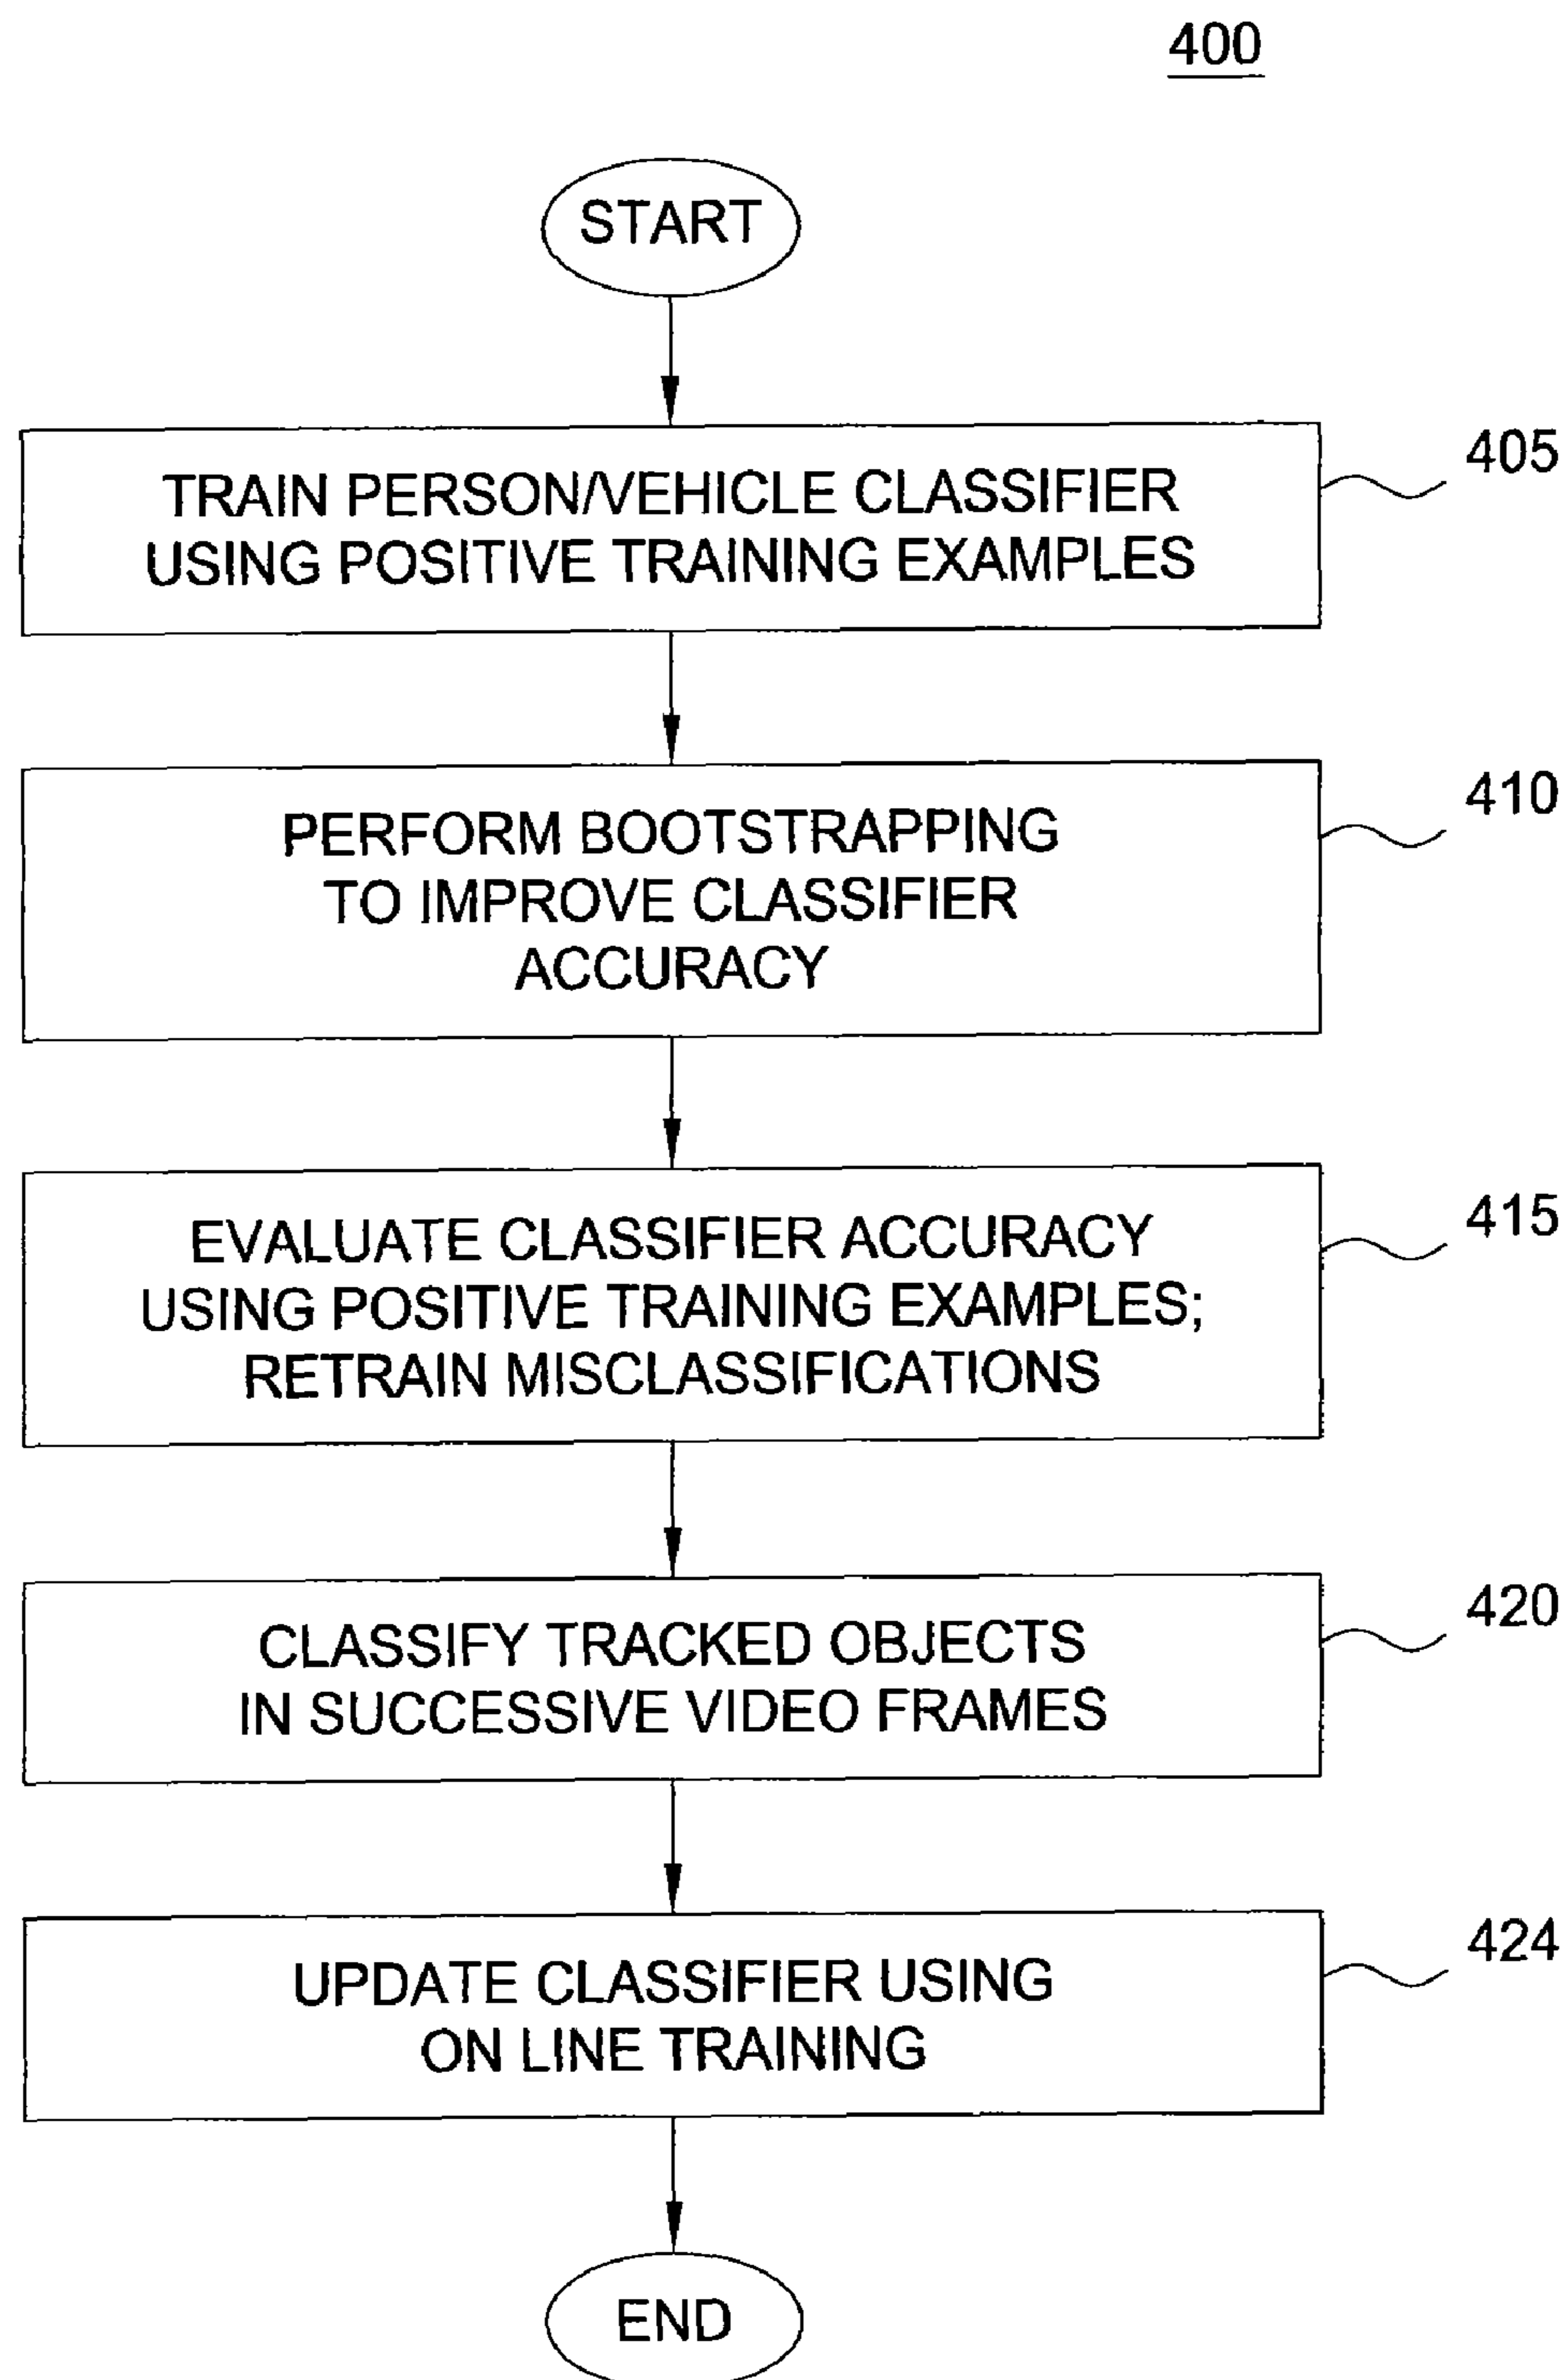 400
START
TRAIN PERSON/VEHICLE CLASSIFIER
USING POSITIVE TRAINING EXAMPLES
405
PERFORM BOOTSTRAPPING
TO IMPROVE CLASSIFIER
ACCURACY
410
EVALUATE CLASSIFIER ACCURACY
USING POSITIVE TRAINING EXAMPLES;
RETRAIN MISCLASSIFICATIONS
415
CLASSIFY TRACKED OBJECTS
IN SUCCESSIVE VIDEO FRAMES
420
UPDATE CLASSIFIER USING
ON LINE TRAINING
424
END